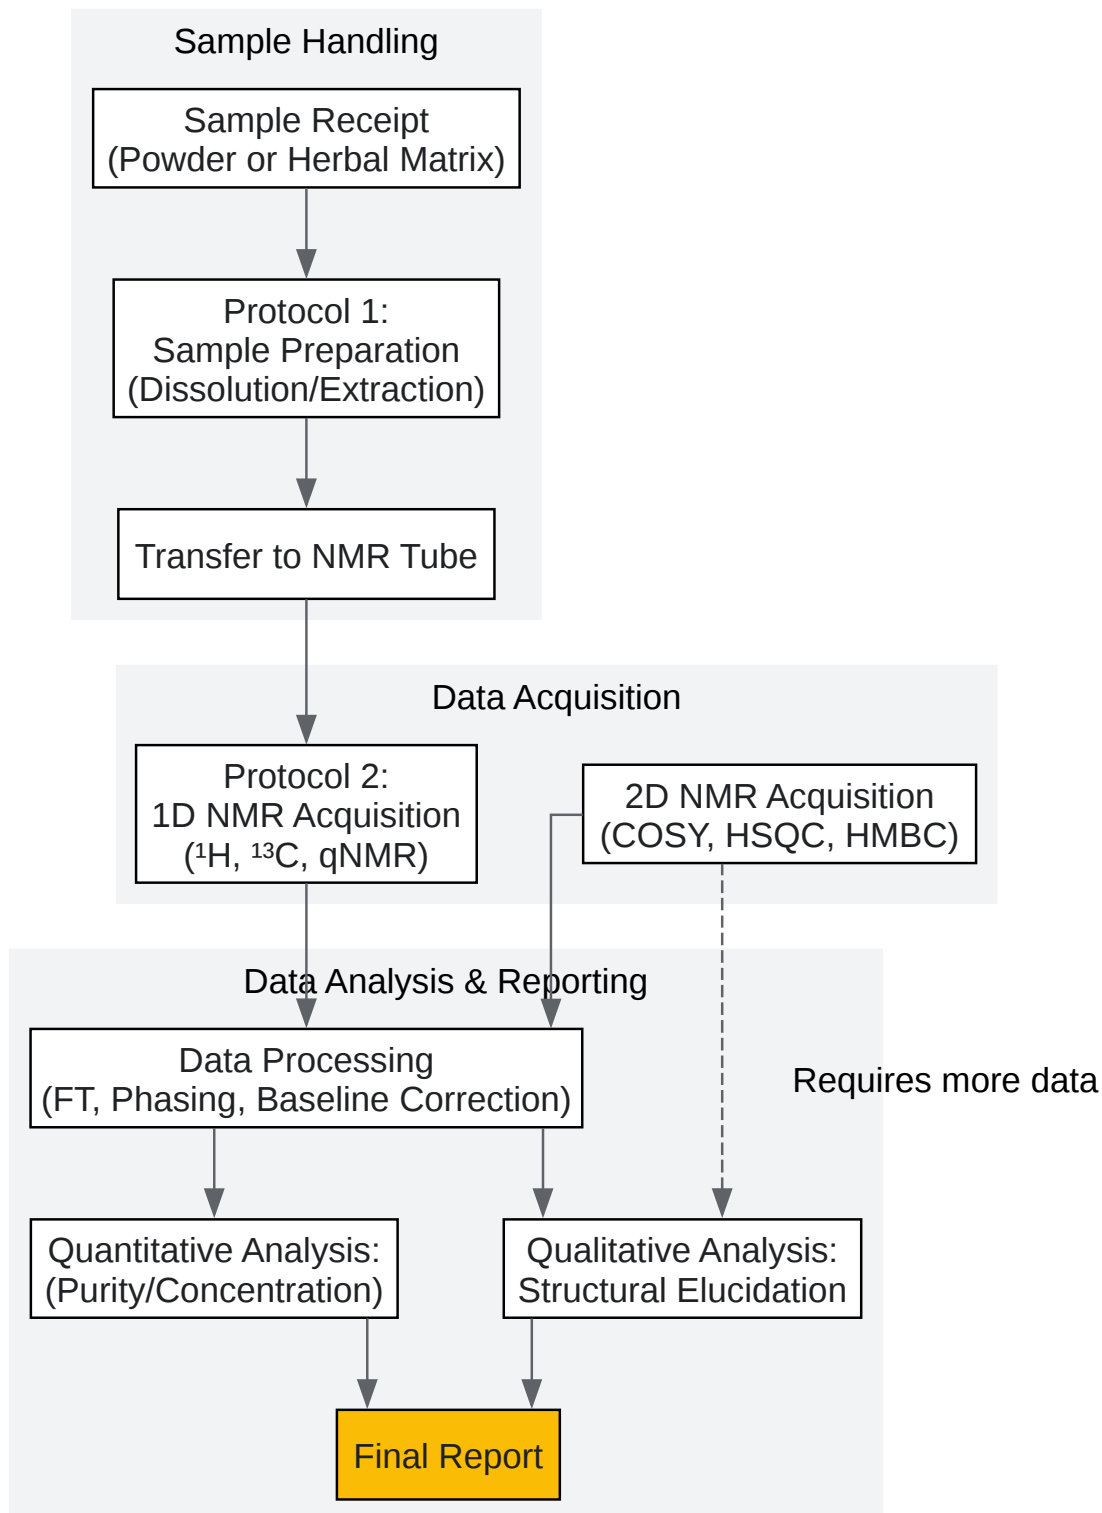 Sample Handling
Sample Receipt
(Powder or Herbal Matrix)
Protocol 1:
Sample Preparation
(Dissolution/Extraction)
Transfer to NMR Tube
Data Acquisition
Protocol 2:
1D NMR Acquisition
(¹H, ¹³C, qNMR)
2D NMR Acquisition
(COSY, HSQC, HMBC)
Data Analysis & Reporting
Data Processing
(FT, Phasing, Baseline Correction)
Requires more data
Quantitative Analysis:
(Purity/Concentration)
Qualitative Analysis:
Structural Elucidation
Final Report